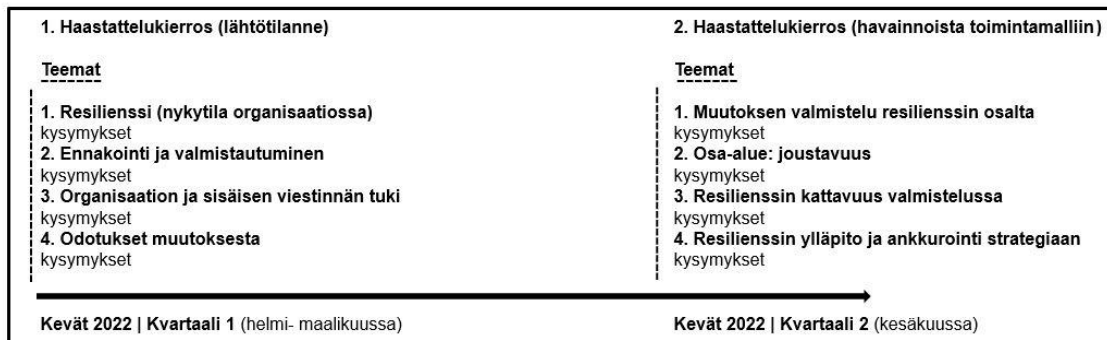 1. Haastattelukierros (lähtötilanne)
Teemat
1. Resilienssi (nykytila organisaatiossa)
kysymykset
2. Ennakointi ja valmistautuminen
kysymykset
3. Organisaation ja sisäisen viestinnän tuki
kysymykset
4. Odotukset muutoksesta
kysymykset
Kevät 2022 | Kvartaali 1 (helmi- maalikuussa)
2. Haastattelukierros (havainnoista toimintamalliin)
Teemat
1. Muutoksen valmistelu resilienssin osalta
kysymykset
2. Osa-alue: joustavuus
kysymykset
3. Resilienssin kattavuus valmistelussa
kysymykset
4. Resilienssin ylläpito ja ankkurointi strategiaan
kysymykset
Kevät 2022 | Kvartaali 2 (kesäkuussa)